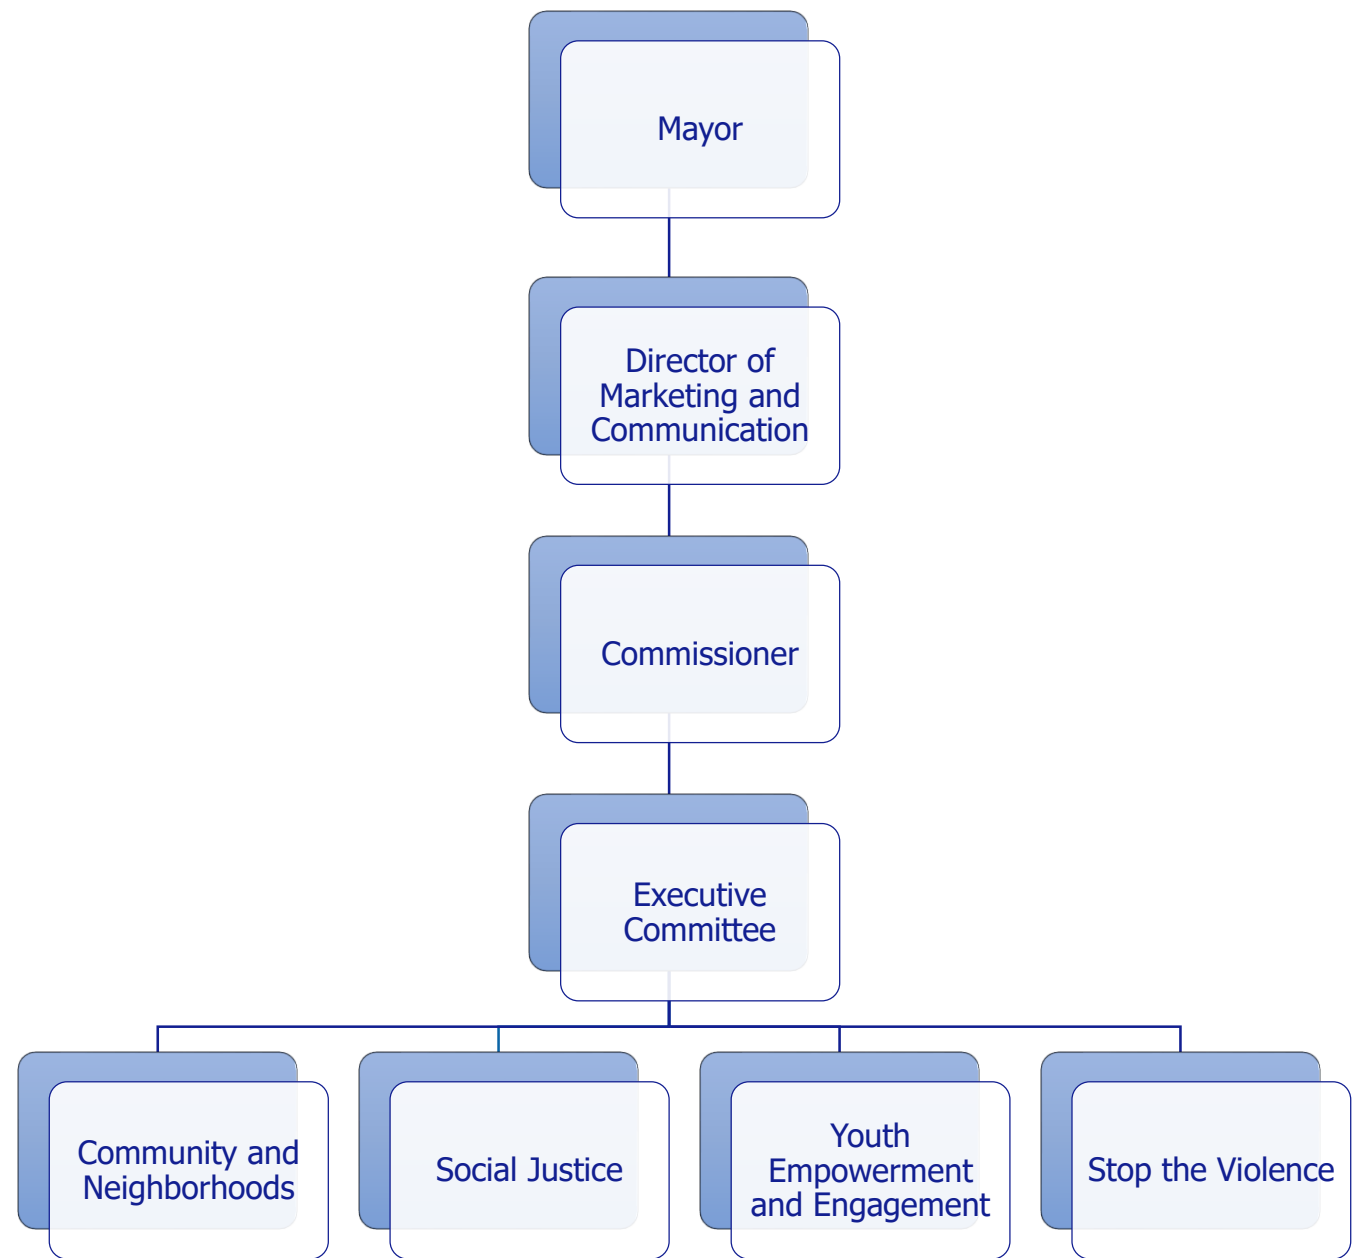 Mayor
Director of
Marketing and
Communication
Commissioner
Executive
Committee
Community and
Neighborhoods
Social Justice
Youth
Empowerment
and Engagement
Stop the Violence